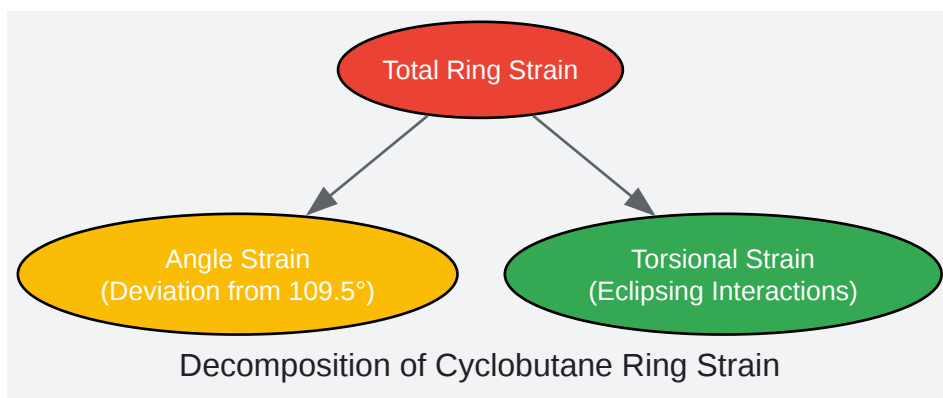 Total Ring Strain
Angle Strain
(Deviation from 109.5°)
Torsional Strain
(Eclipsing Interactions)
Decomposition of Cyclobutane Ring Strain